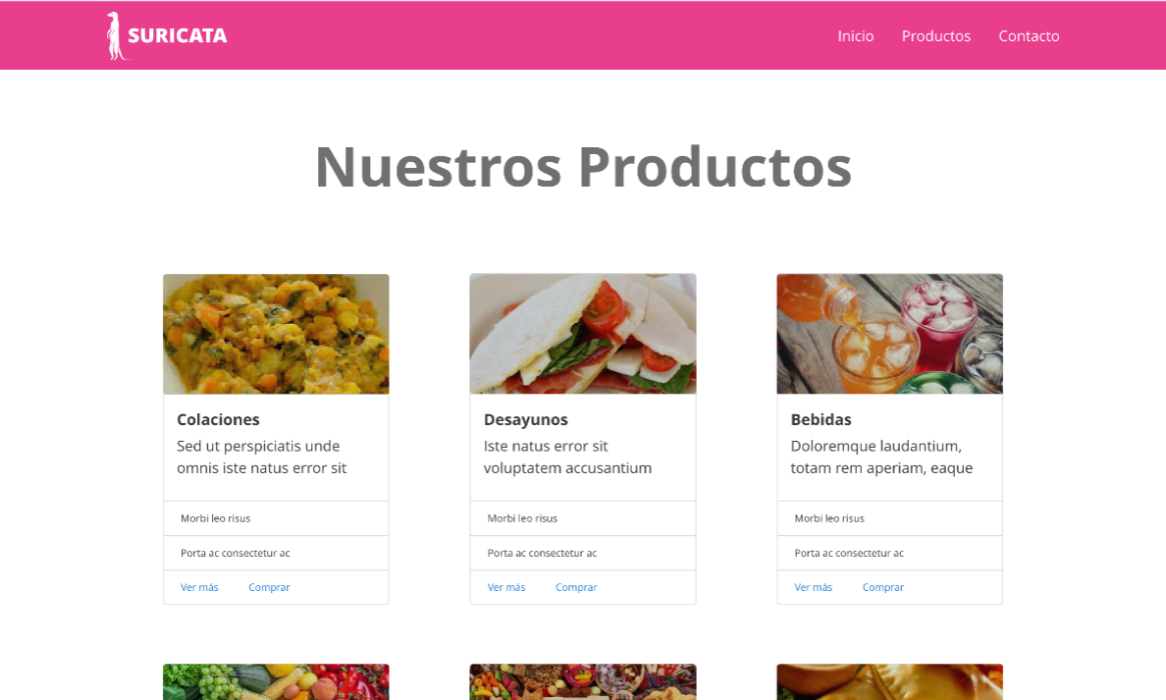 SURICATA
Inicio Productos Contacto
Nuestros Productos
Colaciones
Sed ut perspiciatis unde
omnis iste natus error sit
Morbi leo risus
Porta ac consectetur ac
Ver más Comprar
Desayunos
Iste natus error sit
voluptatem accusantium
Morbi leo risus
Porta ac consectetur ac
Ver más Comprar
Bebidas
Doloremque laudantium,
totam rem aperiam, eaque
Morbi leo risus
Porta ac consectetur ac
Ver más Comprar